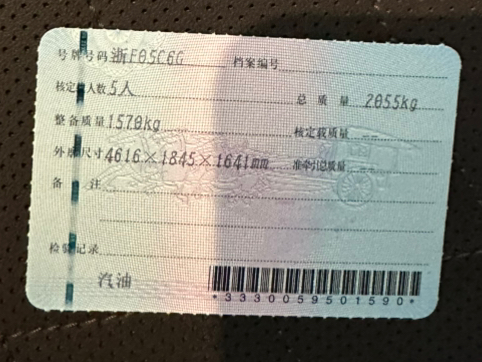 号牌号码 浙F05C6G 档案编号
核定载人数 5人 总质量 2055kg
整备质量 1570kg 核定载质量 --
外廓尺寸 4616×1845×1641mm 准牵引总质量 --
备注
检验记录
汽油
*3330059501590*